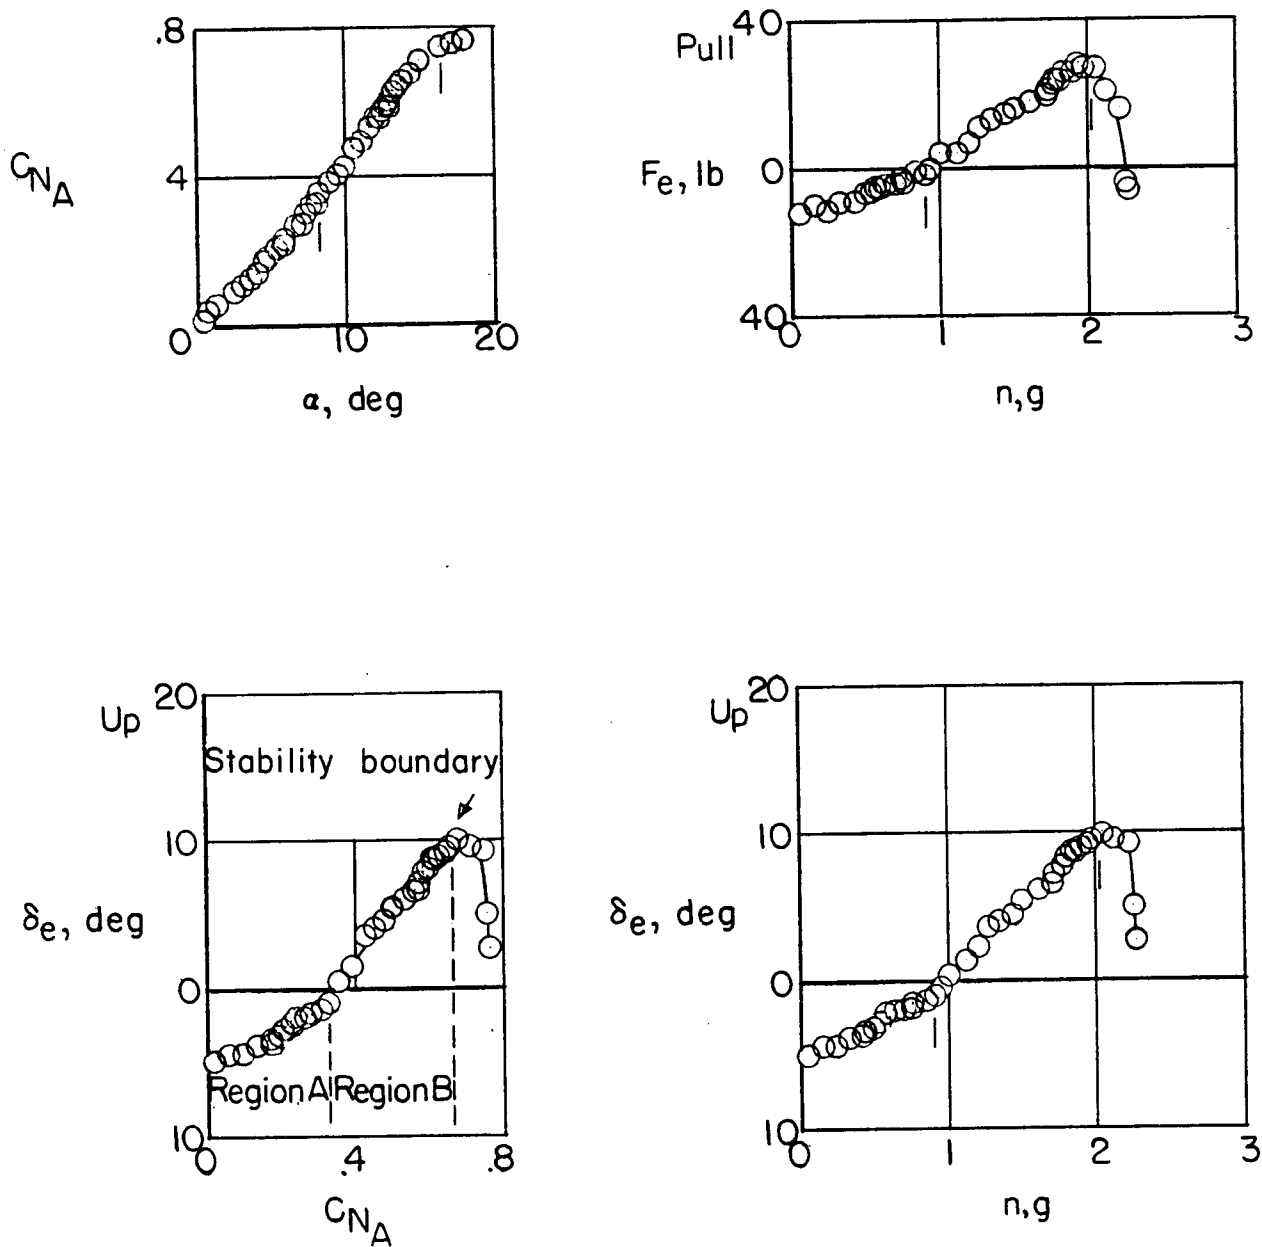 .8
C_N_A
4
0
10
20
α, deg
Pull
40
F_e, lb
0
40
0
1
2
3
n,g
Up
20
Stability boundary
10
δ_e, deg
0
Region A
Region B
10
0
.4
.8
C_N_A
Up
20
10
δ_e, deg
0
10
0
1
2
3
n,g